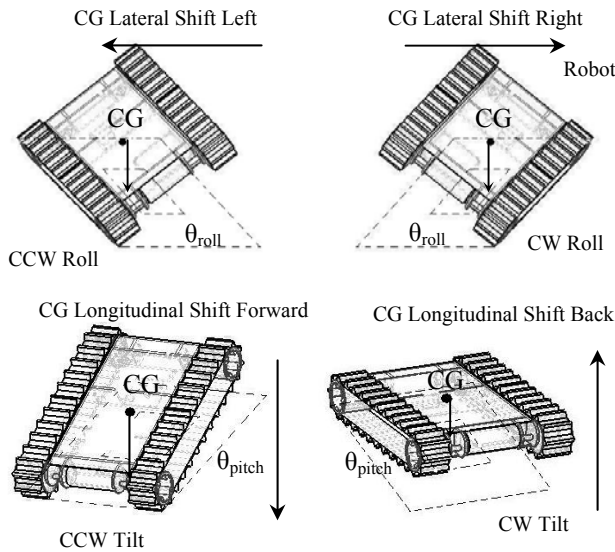 CG Lateral Shift Left
CG Lateral Shift Right
Robot
CG
CG
θroll
θroll
CCW Roll
CW Roll
CG Longitudinal Shift Forward
CG Longitudinal Shift Back
CG
CG
θpitch
θpitch
CCW Tilt
CW Tilt